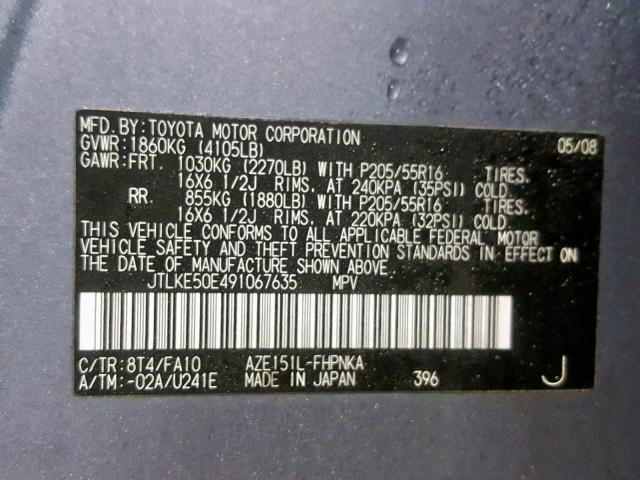 MFD.BY:TOYOTA MOTOR CORPORATION 05/08
GVWR:1860KG (4105LB)
GAWR:FRT. 1030KG (2270LB) WITH P205/55R16 TIRES.
16X6 1/2J RIMS. AT 240KPA (35PSI) COLD.
RR. 855KG (1880LB) WITH P205/55R16 TIRES.
16X6 1/2J RIMS. AT 220KPA (32PSI) COLD.
THIS VEHICLE CONFORMS TO ALL APPLICABLE FEDERAL MOTOR
VEHICLE SAFETY AND THEFT PREVENTION STANDARDS IN EFFECT ON
THE DATE OF MANUFACTURE SHOWN ABOVE.
JTLKE50E491067635 MPV
C/TR:8T4/FA10 AZE151L-FHPNKA
A/TM:-02A/U241E MADE IN JAPAN 396 J